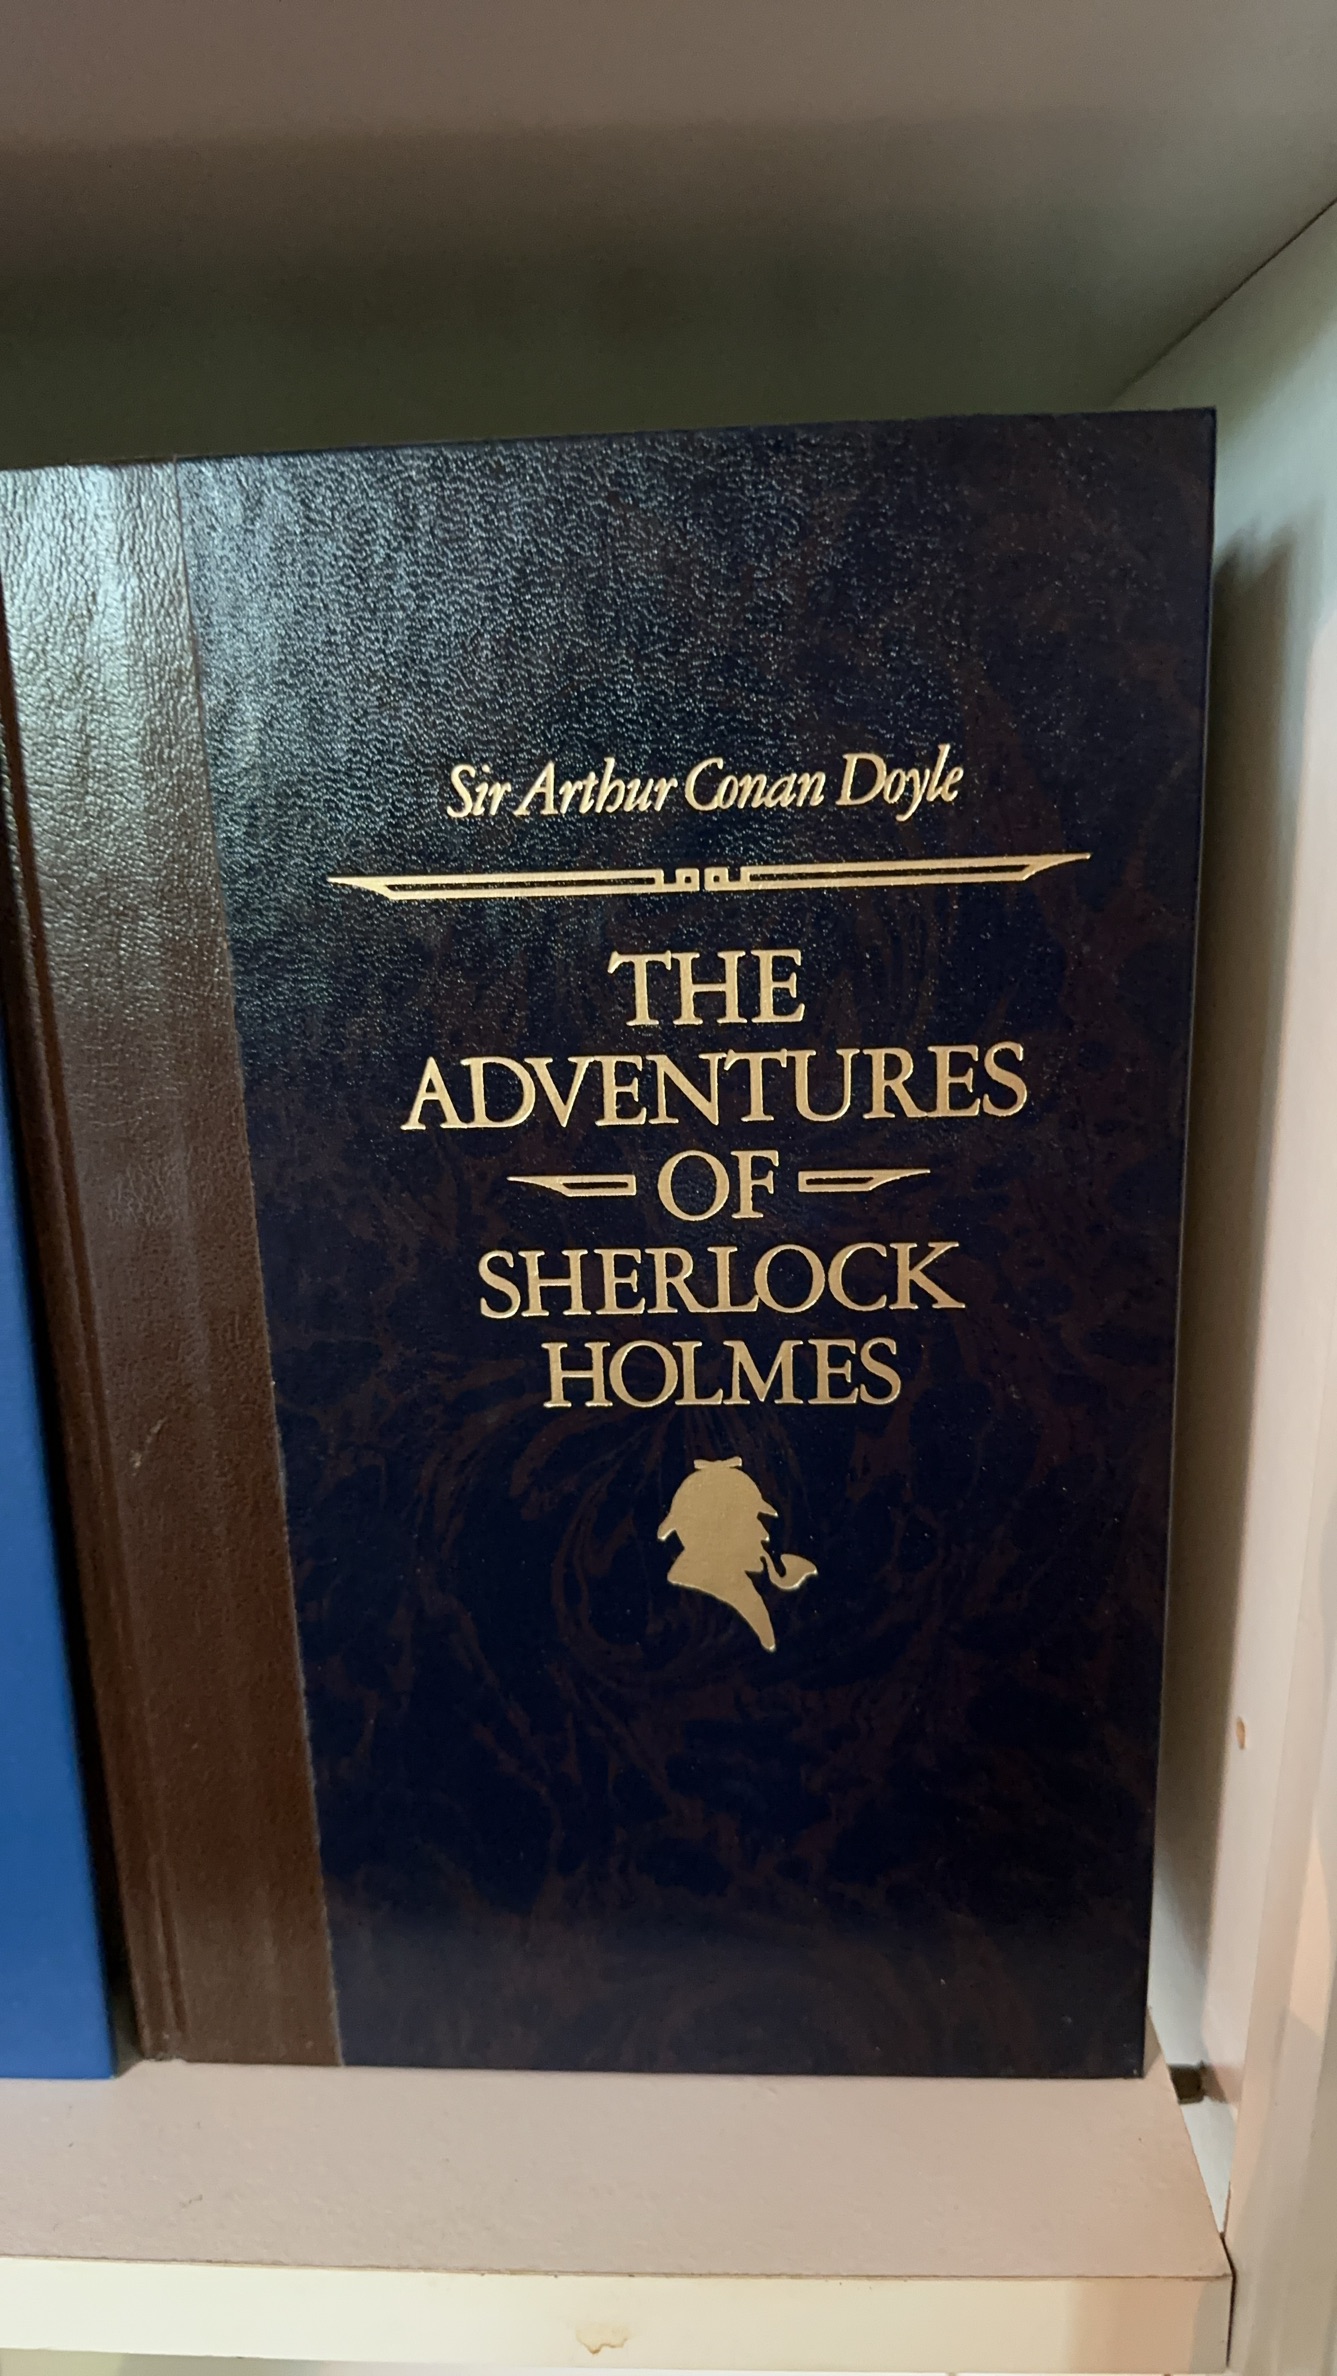 Sir Arthur Conan Doyle
THE
ADVENTURES
OF
SHERLOCK
HOLMES